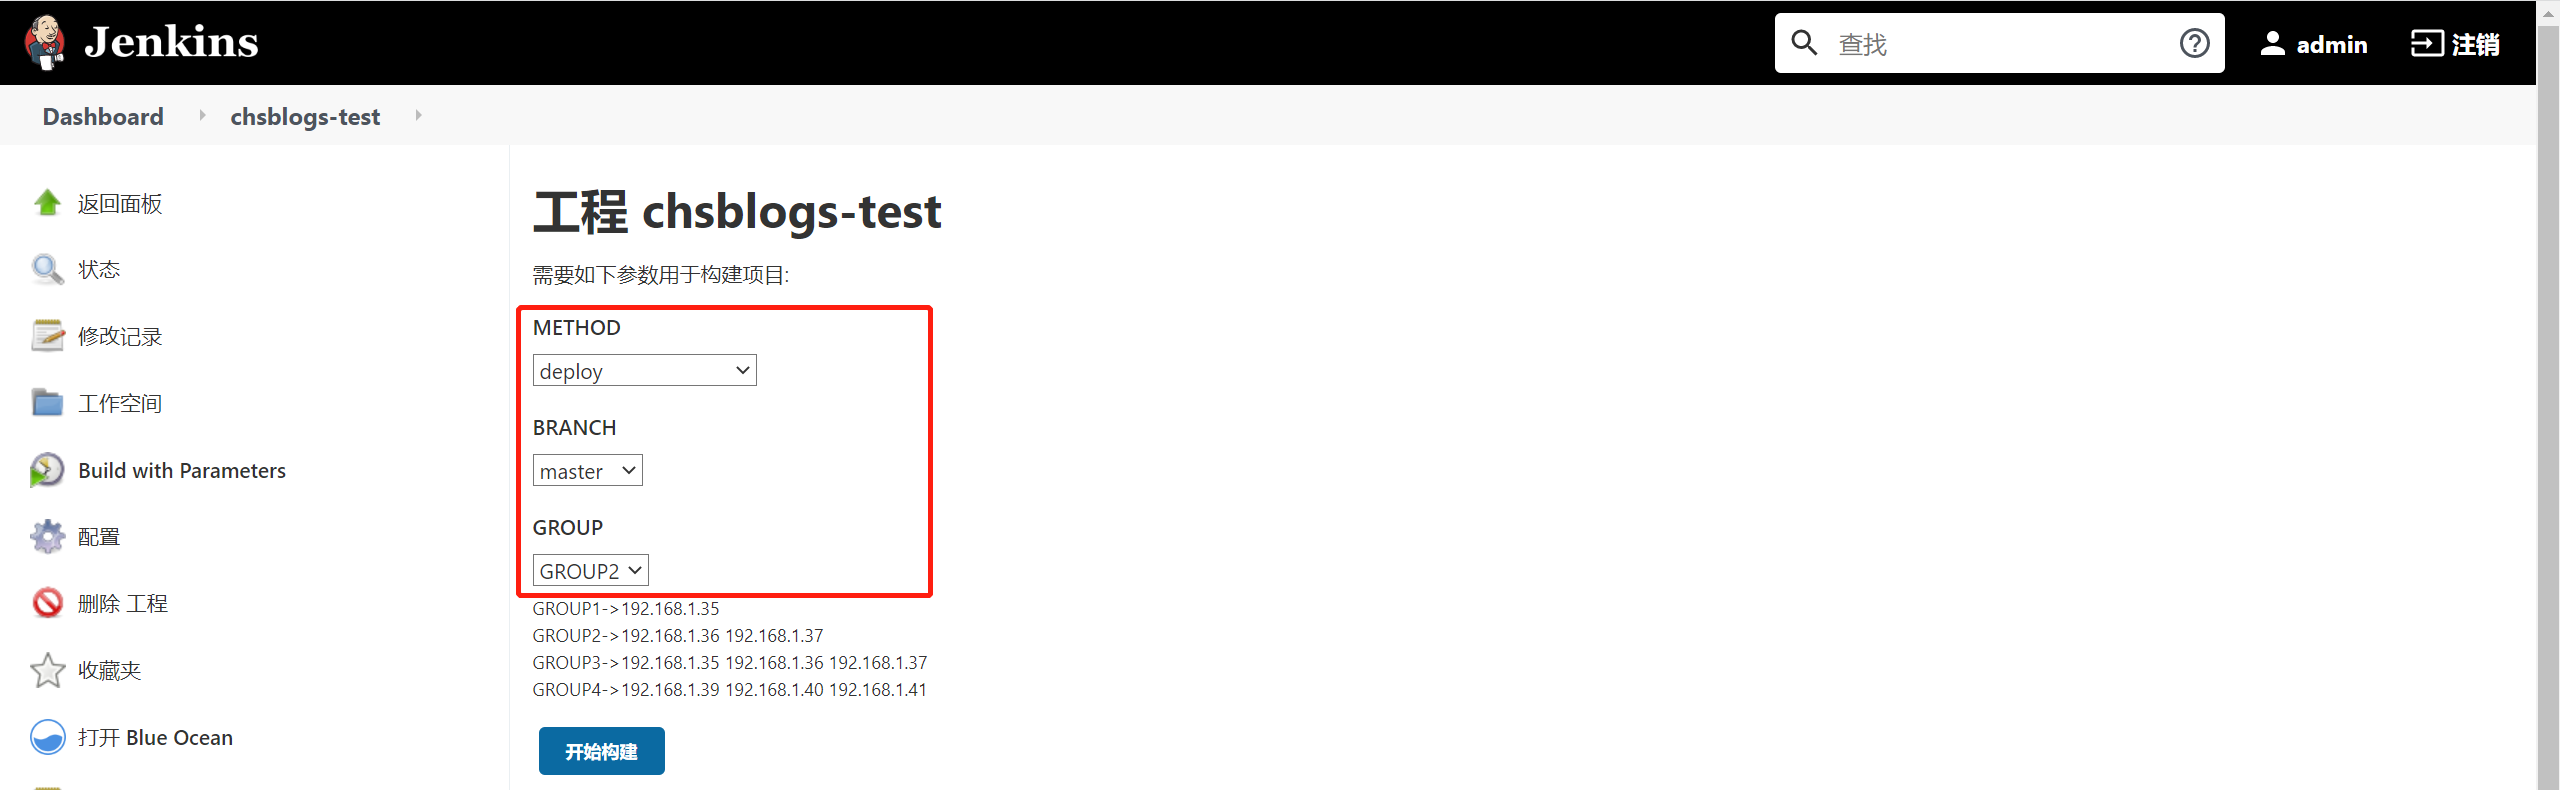 Jenkins
查找
admin
注销
Dashboard
chsblogs-test
返回面板
状态
修改记录
工作空间
Build with Parameters
配置
删除 工程
收藏夹
打开 Blue Ocean
工程 chsblogs-test
需要如下参数用于构建项目:
METHOD
deploy
BRANCH
master
GROUP
GROUP2
GROUP1->192.168.1.35
GROUP2->192.168.1.36 192.168.1.37
GROUP3->192.168.1.35 192.168.1.36 192.168.1.37
GROUP4->192.168.1.39 192.168.1.40 192.168.1.41
开始构建